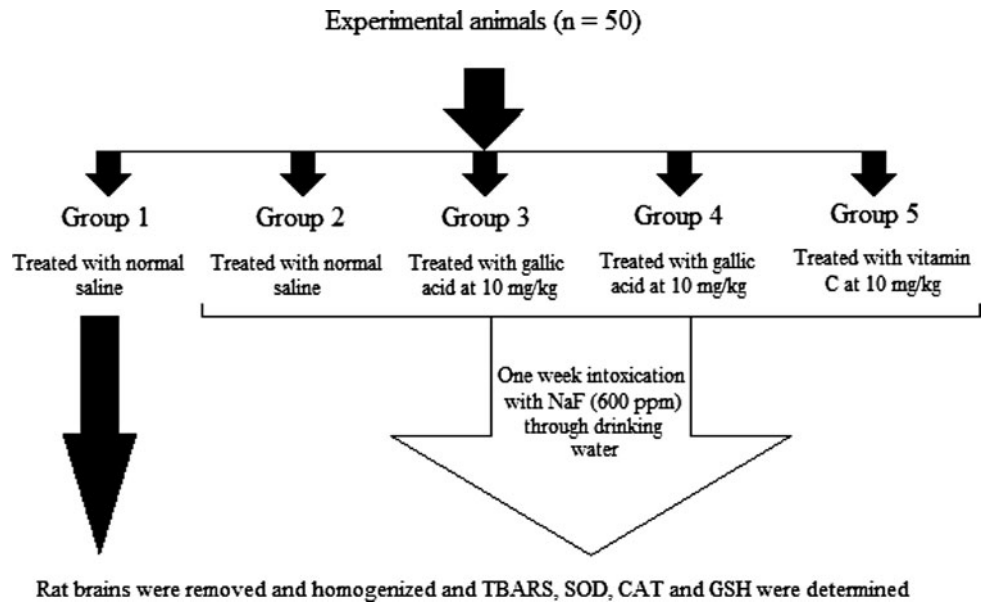 Experimental animals (n = 50)
Group 1
Group 2
Group 3
Group 4
Group 5
Treated with normal
saline
Treated with normal
saline
Treated with gallic
acid at 10 mg/kg
Treated with gallic
acid at 10 mg/kg
Treated with vitamin
C at 10 mg/kg
One week intoxication
with NaF (600 ppm)
through drinking
water
Rat brains were removed and homogenized and TBARS, SOD, CAT and GSH were determined